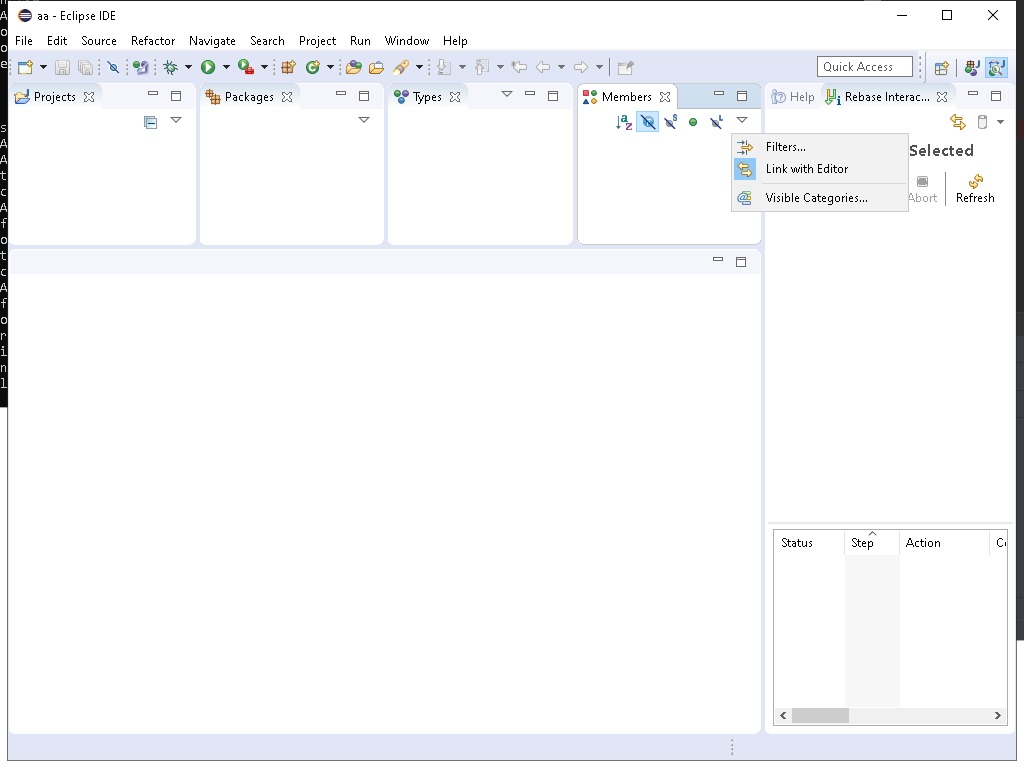 aa - Eclipse IDE
File Edit Source Refactor Navigate Search Project Run Window Help
Quick Access
Projects Packages Types Members Help Rebase Interac...
Filters...
Link with Editor
Visible Categories...
Selected
Abort Refresh
Status Step Action